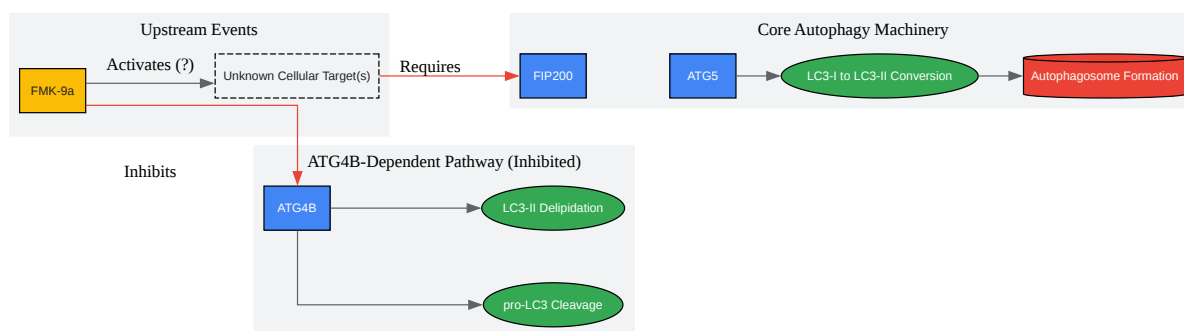 Upstream Events
Core Autophagy Machinery
Activates (?)
Requires
FMK-9a
Unknown Cellular Target(s)
FIP200
ATG5
LC3-I to LC3-II Conversion
Autophagosome Formation
Inhibits
ATG4B-Dependent Pathway (Inhibited)
ATG4B
LC3-II Delipidation
pro-LC3 Cleavage